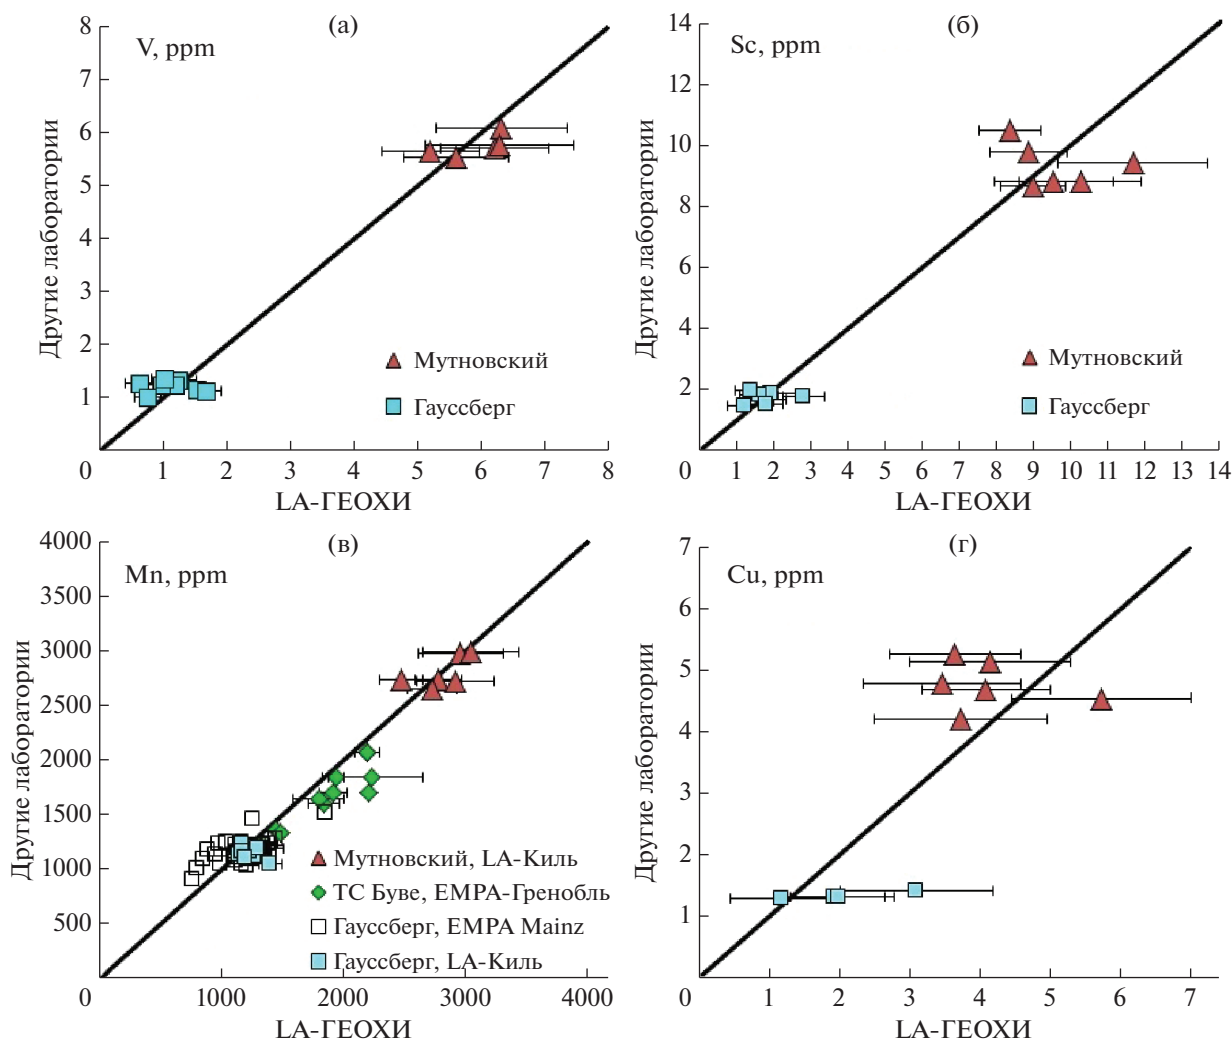 (а)
V, ppm
Другие лаборатории
8
7
6
5
4
3
2
1
0
1 2 3 4 5 6 7 8
LA-ГЕОХИ
Мутновский
Гауссберг
(б)
Sc, ppm
Другие лаборатории
14
12
10
8
6
4
2
0
1 2 3 4 5 6 7 8 9 10 11 12 13 14
LA-ГЕОХИ
Мутновский
Гауссберг
(в)
Mn, ppm
Другие лаборатории
4000
3500
3000
2500
2000
1500
1000
500
0
1000 2000 3000 4000
LA-ГЕОХИ
Мутновский, LA-Киль
ТС Буве, EMPA-Гренобль
Гауссберг, EMPA Mainz
Гауссберг, LA-Киль
(г)
Cu, ppm
Другие лаборатории
7
6
5
4
3
2
1
0
1 2 3 4 5 6 7
LA-ГЕОХИ